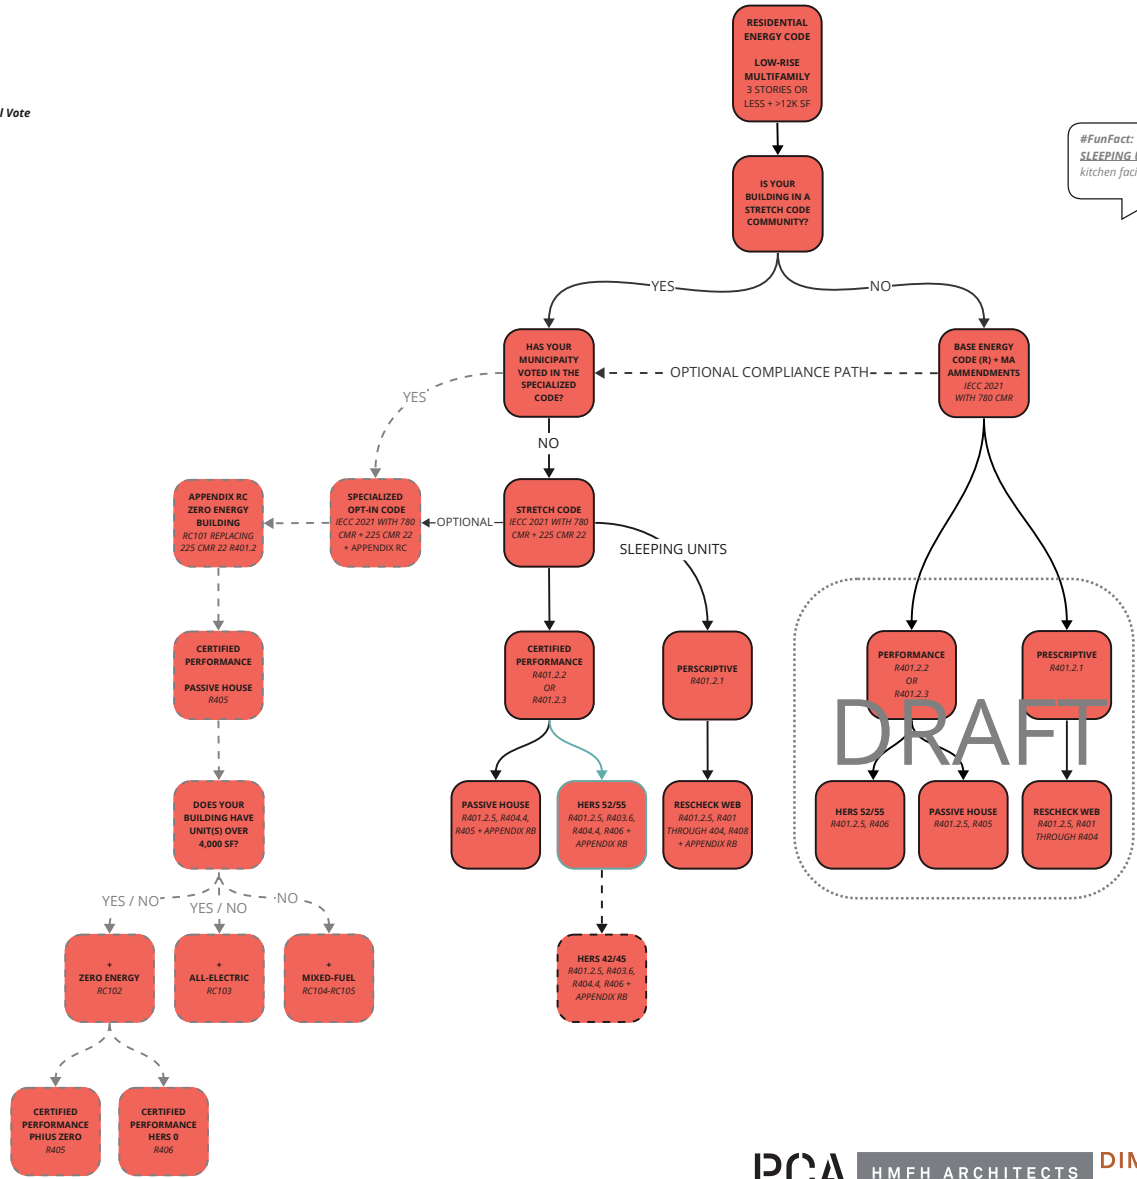 RESIDENTIAL
ENERGY CODE
LOW-RISE
MULTIFAMILY
3 STORIES OR
LESS + >12K SF
l Vote
#FunFact:
SLEEPING
kitchen faci
IS YOUR
BUILDING IN A
STRETCH CODE
COMMUNITY?
YES
NO
HAS YOUR
MUNICIPAITY
VOTED IN THE
SPECIALIZED
CODE?
OPTIONAL COMPLIANCE PATH
BASE ENERGY
CODE (R) + MA
AMMENDMENTS
IECC 2021
WITH 780 CMR
YES
NO
APPENDIX RC
ZERO ENERGY
BUILDING
RC101 REPLACING
225 CMR 22 R401.2
SPECIALIZED
OPT-IN CODE
IECC 2021 WITH 780
CMR + 225 CMR 22
+ APPENDIX RC
OPTIONAL
STRETCH CODE
IECC 2021 WITH 780
CMR + 225 CMR 22
SLEEPING UNITS
CERTIFIED
PERFORMANCE
PASSIVE HOUSE
R405
CERTIFIED
PERFORMANCE
R401.2.2
OR
R401.2.3
PERSCRIPTIVE
R401.2.1
PERFORMANCE
R401.2.2
OR
R401.2.3
PRESCRIPTIVE
R401.2.1
DRAFT
DOES YOUR
BUILDING HAVE
UNIT(S) OVER
4,000 SF?
PASSIVE HOUSE
R401.2.5, R404.4,
R405 + APPENDIX RB
HERS 52/55
R401.2.5, R403.6,
R404.4, R406 +
APPENDIX RB
RESCHECK WEB
R401.2.5, R401
THROUGH 404, R408
+ APPENDIX RB
HERS 52/55
R401.2.5, R406
PASSIVE HOUSE
R401.2.5, R405
RESCHECK WEB
R401.2.5, R401
THROUGH R404
YES / NO
YES / NO
NO
+
ZERO ENERGY
RC102
+
ALL-ELECTRIC
RC103
+
MIXED-FUEL
RC104-RC105
HERS 42/45
R401.2.5, R403.6,
R404.4, R406 +
APPENDIX RB
CERTIFIED
PERFORMANCE
PHIUS ZERO
R405
CERTIFIED
PERFORMANCE
HERS 0
R406
PCA
HMFH ARCHITECTS
DIM